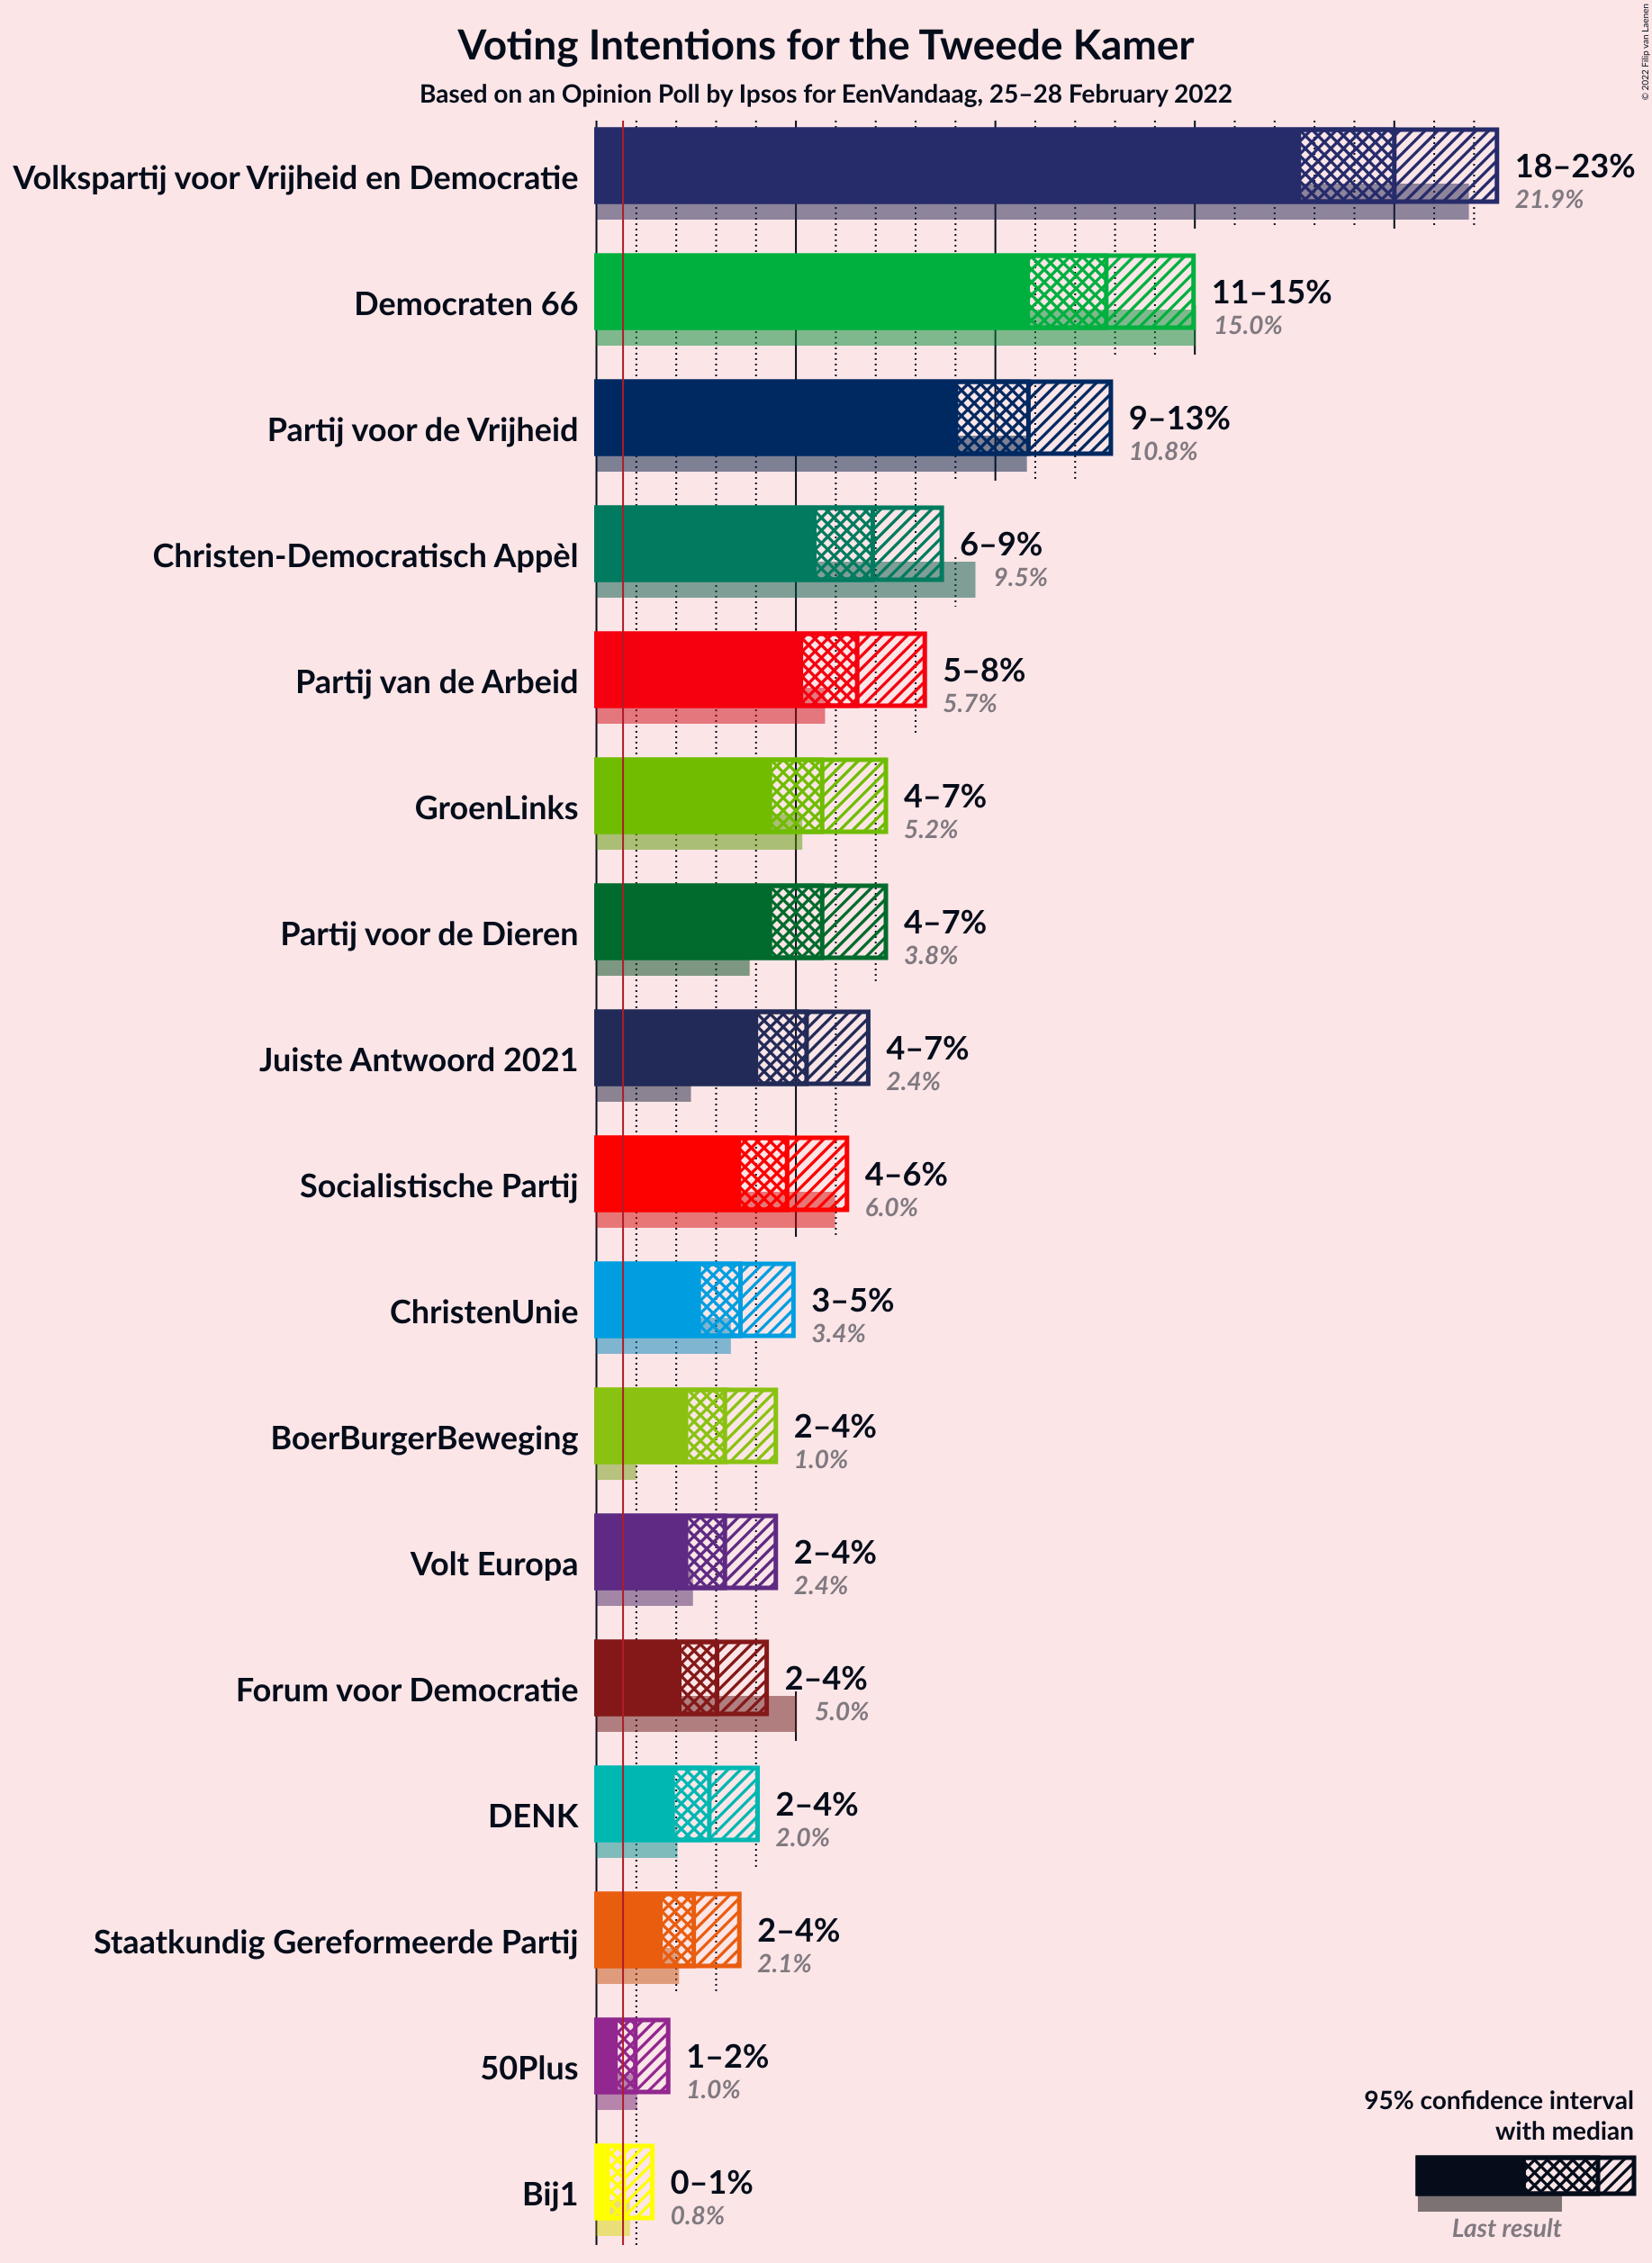 Voting Intentions for the Tweede Kamer
Based on an Opinion Poll by Ipsos for EenVandaag, 25–28 February 2022
© 2022 Filip van Laenen
Volkspartij voor Vrijheid en Democratie
18–23%
21.9%
Democraten 66
11–15%
15.0%
Partij voor de Vrijheid
9–13%
10.8%
Christen-Democratisch Appèl
6–9%
9.5%
Partij van de Arbeid
5–8%
5.7%
GroenLinks
4–7%
5.2%
Partij voor de Dieren
4–7%
3.8%
Juiste Antwoord 2021
4–7%
2.4%
Socialistische Partij
4–6%
6.0%
ChristenUnie
3–5%
3.4%
BoerBurgerBeweging
2–4%
1.0%
Volt Europa
2–4%
2.4%
Forum voor Democratie
2–4%
5.0%
DENK
2–4%
2.0%
Staatkundig Gereformeerde Partij
2–4%
2.1%
50Plus
1–2%
1.0%
Bij1
0–1%
0.8%
95% confidence interval
with median
Last result